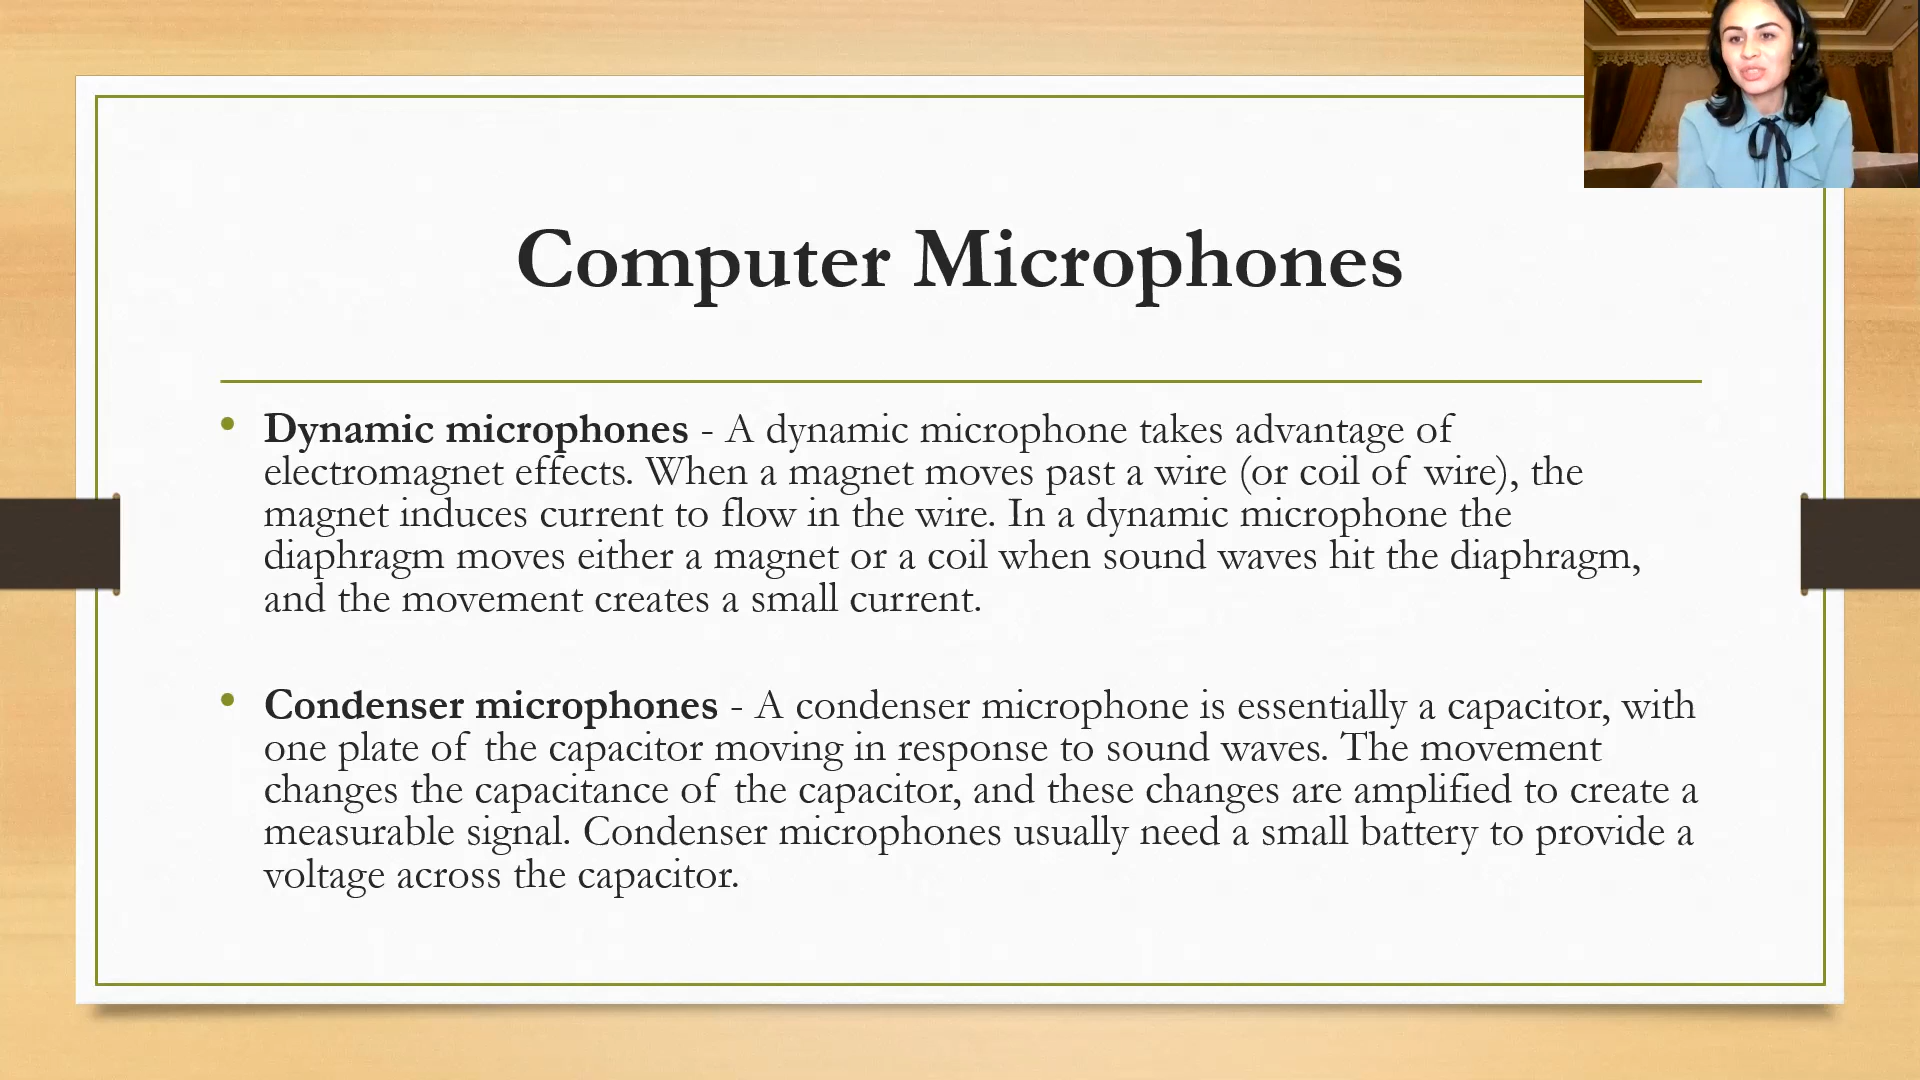 Computer Microphones
• Dynamic microphones - A dynamic microphone takes advantage of
electromagnet effects. When a magnet moves past a wire (or coil of wire), the
magnet induces current to flow in the wire. In a dynamic microphone the
diaphragm moves either a magnet or a coil when sound waves hit the diaphragm,
and the movement creates a small current.
• Condenser microphones - A condenser microphone is essentially a capacitor, with
one plate of the capacitor moving in response to sound waves. The movement
changes the capacitance of the capacitor, and these changes are amplified to create a
measurable signal. Condenser microphones usually need a small battery to provide a
voltage across the capacitor.